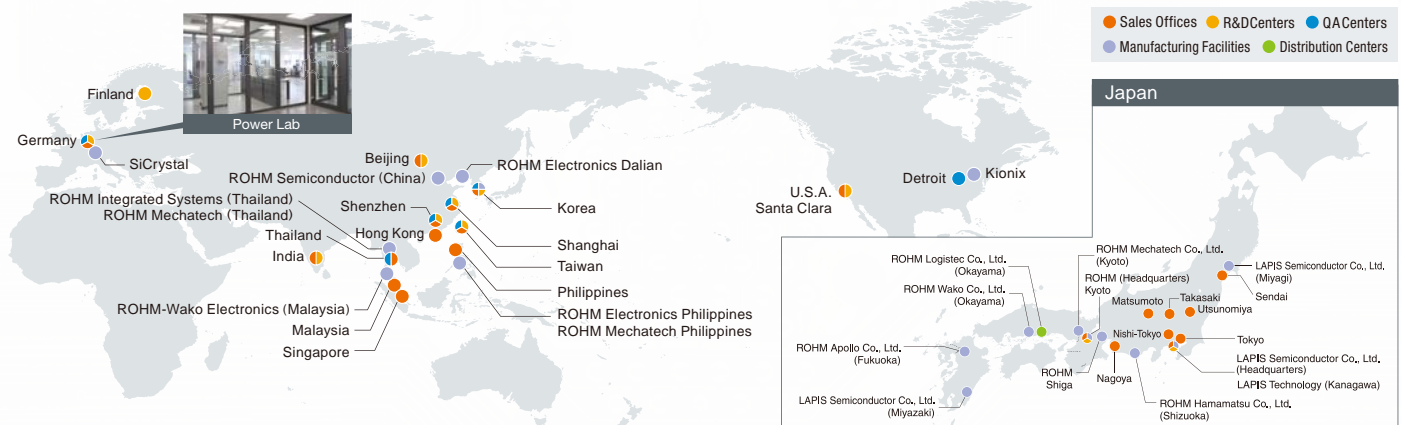 Sales Offices
R&DCenters
QACenters
Manufacturing Facilities
Distribution Centers
Power Lab
Finland
Germany
SiCrystal
Beijing
ROHM Electronics Dalian
ROHM Semiconductor (China)
ROHM Integrated Systems (Thailand)
ROHM Mechatech (Thailand)
Shenzhen
Korea
Hong Kong
Shanghai
Thailand
Taiwan
India
Philippines
ROHM-Wako Electronics (Malaysia)
ROHM Electronics Philippines
ROHM Mechatech Philippines
Malaysia
Singapore
U.S.A.
Santa Clara
Detroit
Kionix
Japan
ROHM Mechatech Co., Ltd.
(Kyoto)
ROHM Logistec Co., Ltd.
(Okayama)
ROHM (Headquarters)
Kyoto
LAPIS Semiconductor Co., Ltd.
(Miyagi)
ROHM Wako Co., Ltd.
(Okayama)
Matsumoto
Takasaki
Sendai
Utsunomiya
Nishi-Tokyo
Tokyo
ROHM Apollo Co., Ltd.
(Fukuoka)
LAPIS Semiconductor Co., Ltd.
(Headquarters)
ROHM
Shiga
Nagoya
LAPIS Technology (Kanagawa)
LAPIS Semiconductor Co., Ltd.
(Miyazaki)
ROHM Hamamatsu Co., Ltd.
(Shizuoka)